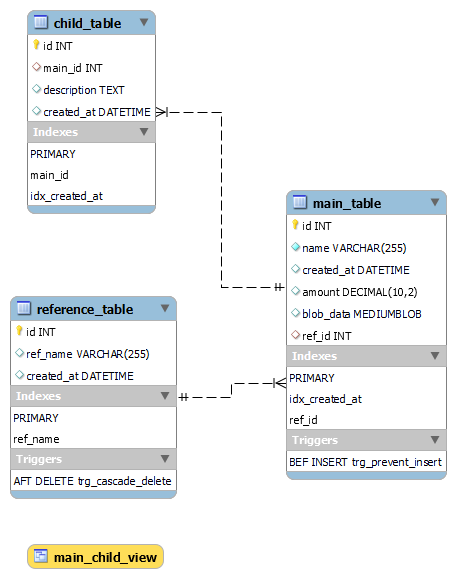 child_table
id INT
main_id INT
description TEXT
created_at DATETIME
Indexes
PRIMARY
main_id
idx_created_at
main_table
id INT
name VARCHAR(255)
created_at DATETIME
amount DECIMAL(10,2)
blob_data MEDIUMBLOB
ref_id INT
Indexes
PRIMARY
idx_created_at
ref_id
Triggers
BEF INSERT trg_prevent_insert
reference_table
id INT
ref_name VARCHAR(255)
created_at DATETIME
Indexes
PRIMARY
ref_name
Triggers
AFT DELETE trg_cascade_delete
main_child_view